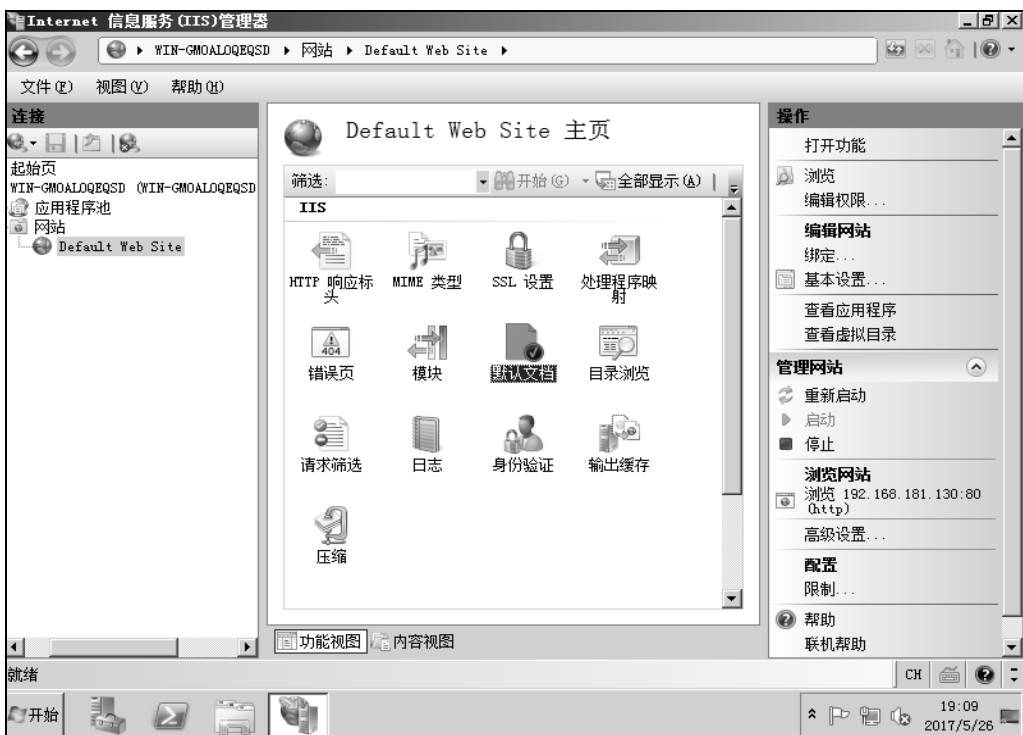 Internet 信息服务(IIS)管理器
WIN-GMOALOQEQSD ▸ 网站 ▸ Default Web Site ▸
文件(F) 视图(V) 帮助(H)
连接
起始页
WIN-GMOALOQEQSD (WIN-GMOALOQEQSD
应用程序池
网站
Default Web Site
Default Web Site 主页
筛选: 开始(G) 全部显示(A)
IIS
HTTP 响应标头
MIME 类型
SSL 设置
处理程序映射
404
错误页
模块
默认文档
目录浏览
请求筛选
日志
身份验证
输出缓存
压缩
功能视图 内容视图
操作
打开功能
浏览
编辑权限...
编辑网站
绑定...
基本设置...
查看应用程序
查看虚拟目录
管理网站
重新启动
启动
停止
浏览网站
浏览 192.168.181.130:80
(http)
高级设置...
配置
限制...
帮助
联机帮助
就绪
CH
开始
19:09
2017/5/26